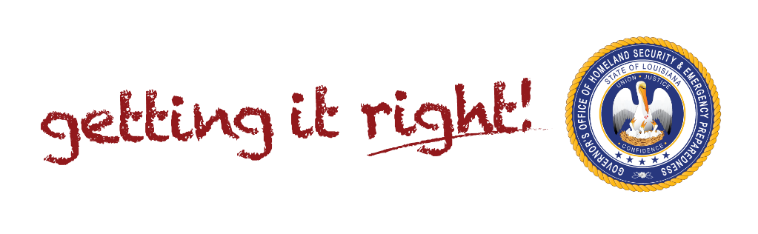 getting it right!
GOVERNOR'S OFFICE OF HOMELAND SECURITY & EMERGENCY PREPAREDNESS
STATE OF LOUISIANA
UNION • JUSTICE
• CONFIDENCE •